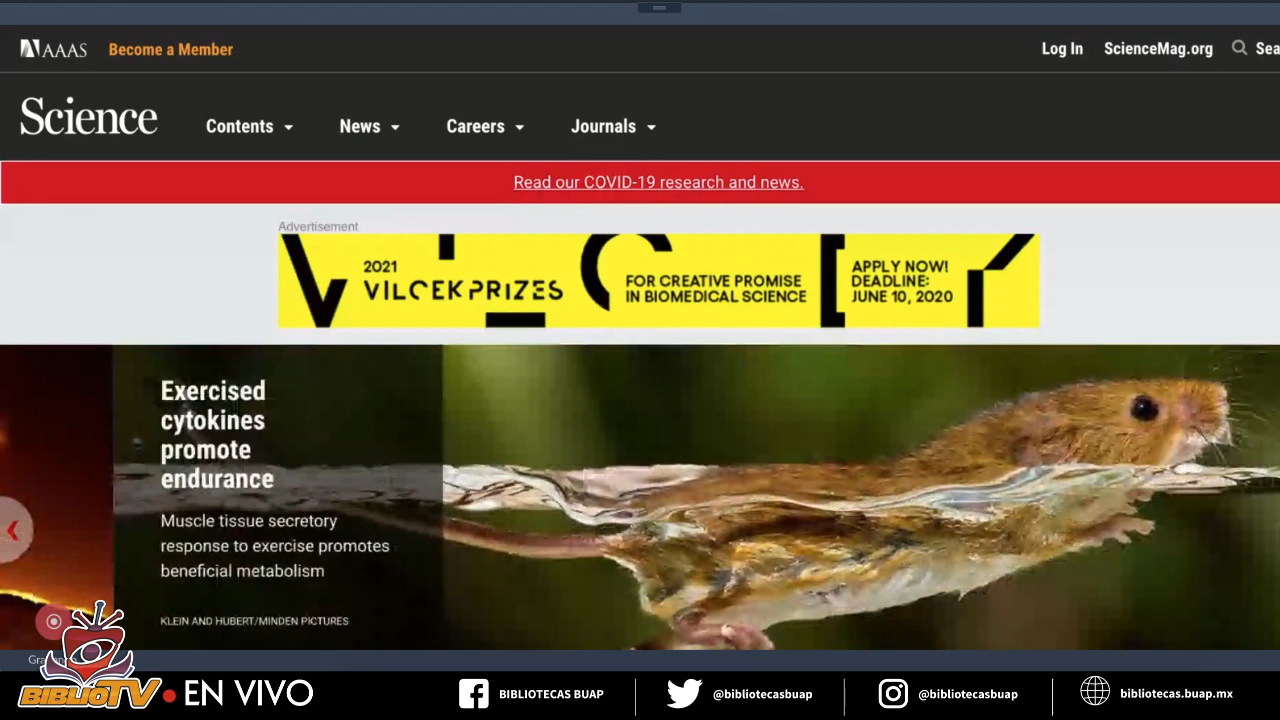 AAAS Become a Member Log In ScienceMag.org Sea
Science Contents News Careers Journals
Read our COVID-19 research and news.
Advertisement
2021
VILCEK PRIZES
FOR CREATIVE PROMISE
IN BIOMEDICAL SCIENCE
APPLY NOW!
DEADLINE:
JUNE 10, 2020
Exercised
cytokines
promote
endurance
Muscle tissue secretory
response to exercise promotes
beneficial metabolism
KLEIN AND HUBERT/MINDEN PICTURES
BIBLIOTV EN VIVO BIBLIOTECAS BUAP @bibliotecasbuap @bibliotecasbuap bibliotecas.buap.mx